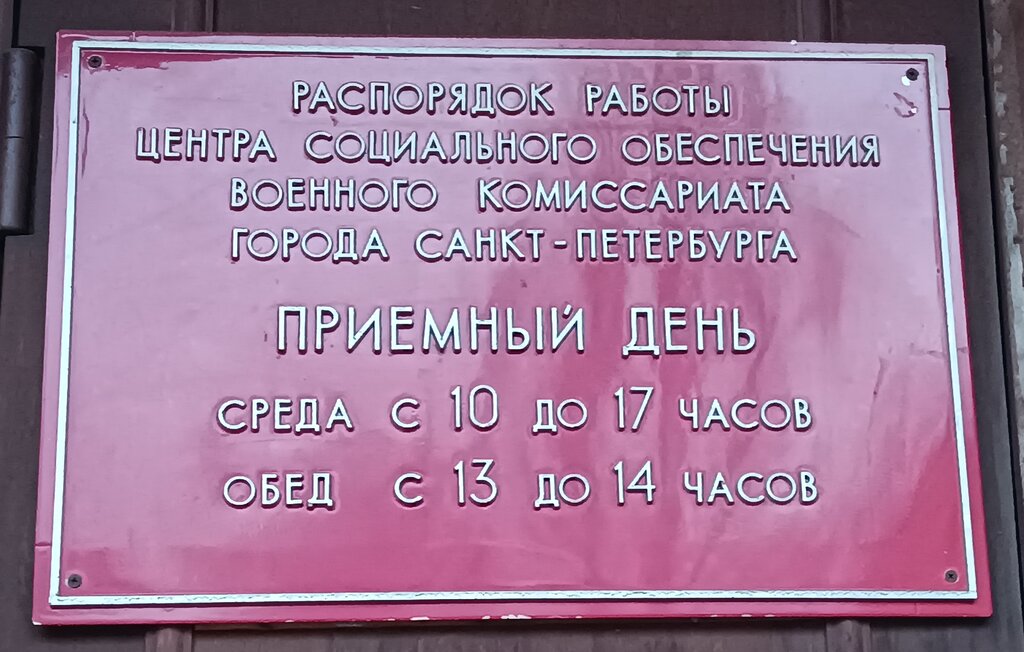 РАСПОРЯДОК РАБОТЫ
ЦЕНТРА СОЦИАЛЬНОГО ОБЕСПЕЧЕНИЯ
ВОЕННОГО КОМИССАРИАТА
ГОРОДА САНКТ-ПЕТЕРБУРГА
ПРИЕМНЫЙ ДЕНЬ
СРЕДА С 10 ДО 17 ЧАСОВ
ОБЕД С 13 ДО 14 ЧАСОВ